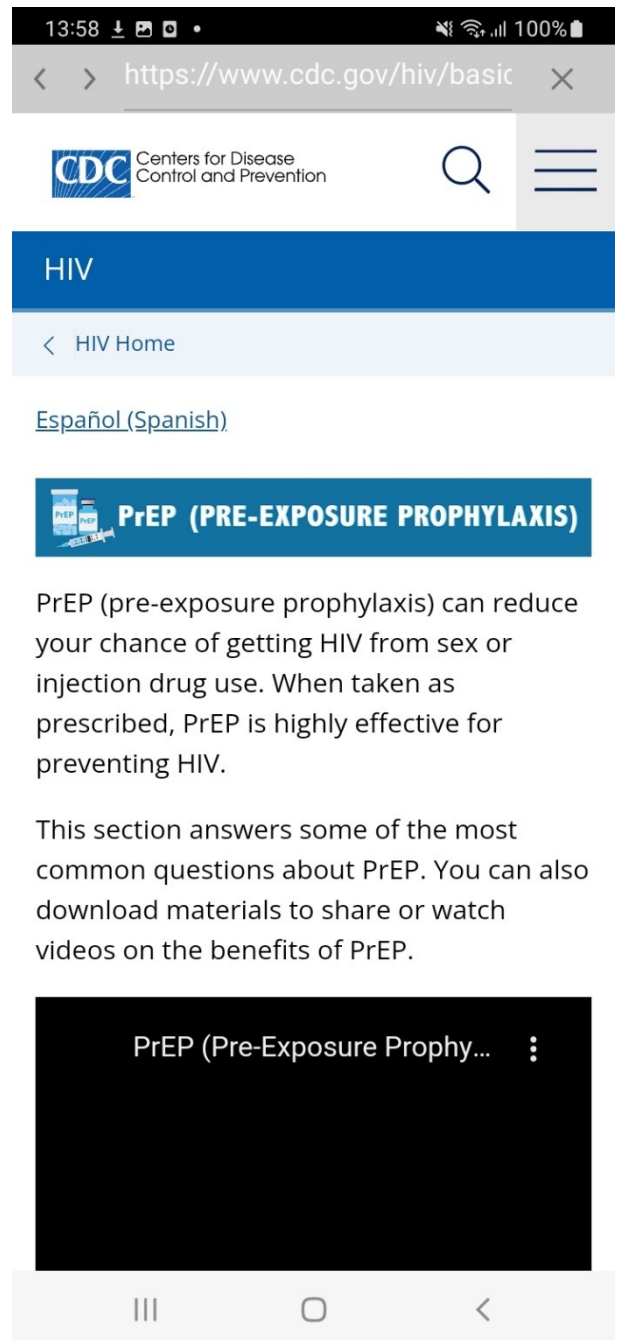 13:58 100%
https://www.cdc.gov/hiv/basic
CDC Centers for Disease
Control and Prevention
HIV
HIV Home
Español (Spanish)
PrEP PrEP PrEP (PRE-EXPOSURE PROPHYLAXIS)
PrEP (pre-exposure prophylaxis) can reduce
your chance of getting HIV from sex or
injection drug use. When taken as
prescribed, PrEP is highly effective for
preventing HIV.
This section answers some of the most
common questions about PrEP. You can also
download materials to share or watch
videos on the benefits of PrEP.
PrEP (Pre-Exposure Prophy...